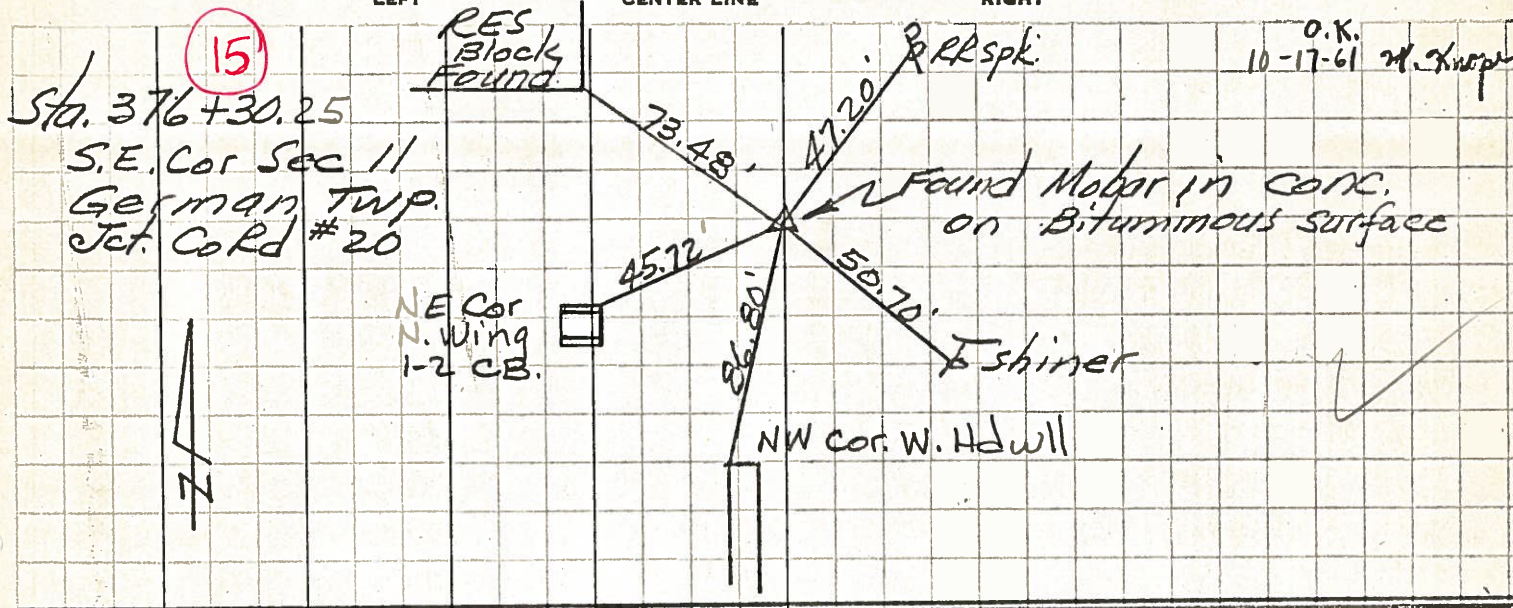 LEFT CENTER LINE RIGHT
15
RES
Block
Found
RR spk.
O.K.
10-17-61
Sta. 376+30.25
S.E. Cor Sec 11
German Twp.
Jct. Co Rd #20
73.48'
47.20'
Found Mobar in conc.
on Bituminous surface
45.72'
86.80'
50.70'
N E Cor
N. Wing
1-2 CB.
shiner
NW cor. W. Hdwll
N